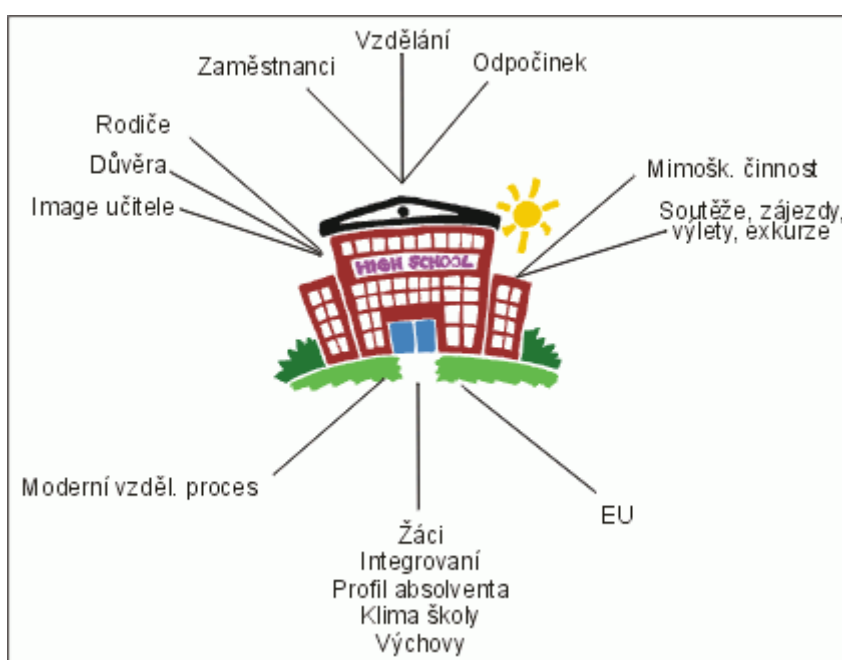 Vzdělání
Zaměstnanci
Odpočinek
Rodiče
Důvěra
Image učitele
Mimošk. činnost
Soutěže, zájezdy,
výlety, exkurze
HIGH SCHOOL
Moderní vzděl. proces
EU
Žáci
Integrovaní
Profil absolventa
Klima školy
Výchovy